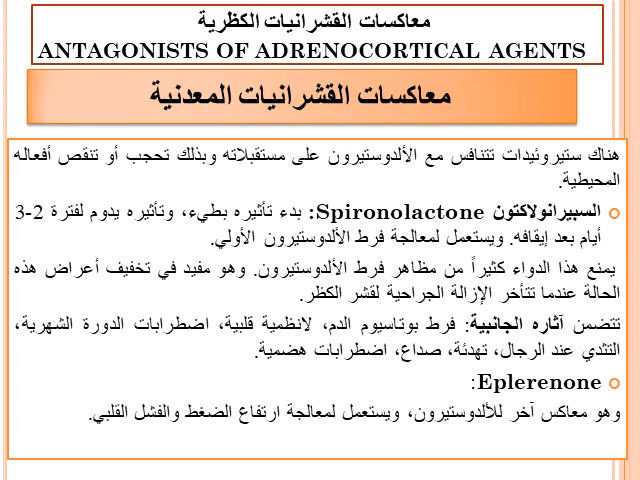 معاكسات القشرانيات الكظرية
ANTAGONISTS OF ADRENOCORTICAL AGENTS
معاكسات القشرانيات المعدنية
هناك ستيروئيدات تتنافس مع الألدوستيرون على مستقبلاته وبذلك تحجب أو تنقص أفعاله
المحيطية.
السبيرانولاكتون Spironolactone: بدء تأثيره بطيء، وتأثيره يدوم لفترة 2-3
أيام بعد إيقافه. ويستعمل لمعالجة فرط الألدوستيرون الأولي.
يمنع هذا الدواء كثيراً من مظاهر فرط الألدوستيرون. وهو مفيد في تخفيف أعراض هذه
الحالة عندما تتأخر الإزالة الجراحية لقشر الكظر.
تتضمن آثاره الجانبية: فرط بوتاسيوم الدم، لانظمية قلبية، اضطرابات الدورة الشهرية،
التثدي عند الرجال، تهدئة، صداع، اضطرابات هضمية.
Eplerenone:
وهو معاكس آخر للألدوستيرون، ويستعمل لمعالجة ارتفاع الضغط والفشل القلبي.